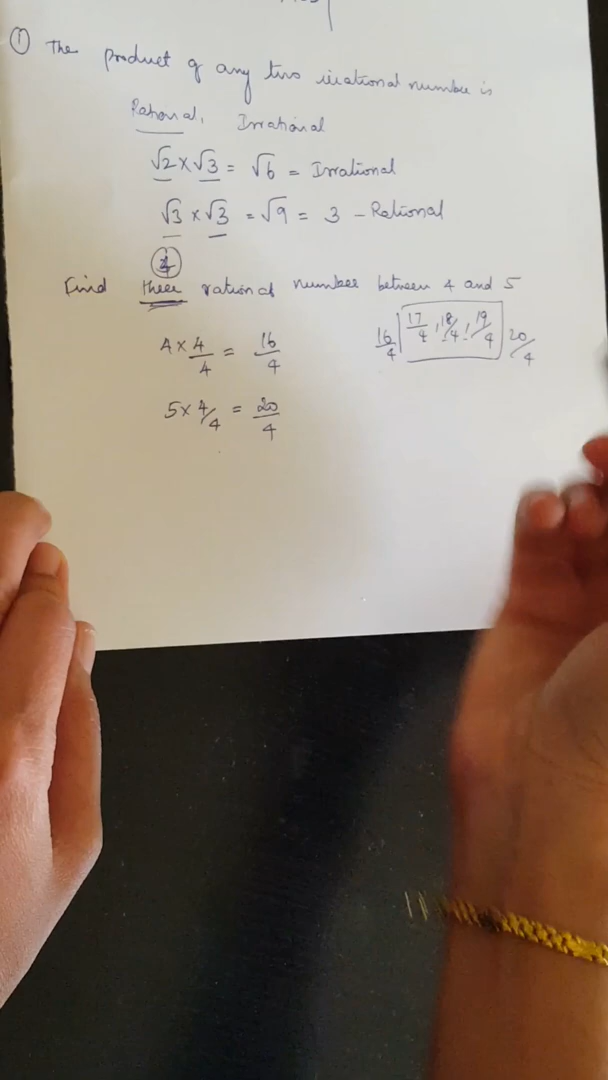 ① The product of any two irrational number is
Rational, Irrational
√2 × √3 = √6 = Irrational
√3 × √3 = √9 = 3 - Rational
4
Find three rational number between 4 and 5
4 × 4/4 = 16/4
16/4 17/4, 18/4, 19/4 20/4
5 × 4/4 = 20/4